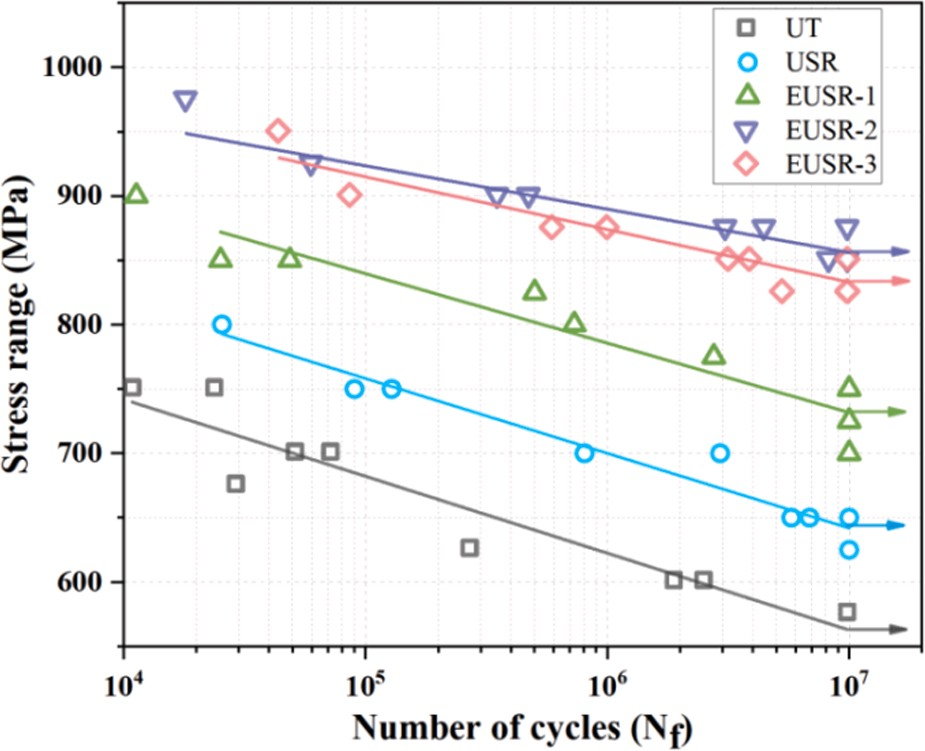 UT
USR
EUSR-1
EUSR-2
EUSR-3
1000
900
800
700
600
Stress range (MPa)
10⁴
10⁵
10⁶
10⁷
Number of cycles (Nf)